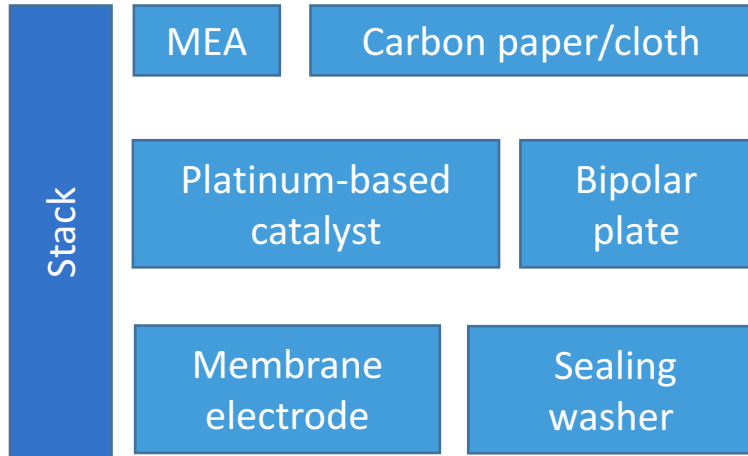 Stack
MEA
Carbon paper/cloth
Platinum-based
catalyst
Bipolar
plate
Membrane
electrode
Sealing
washer